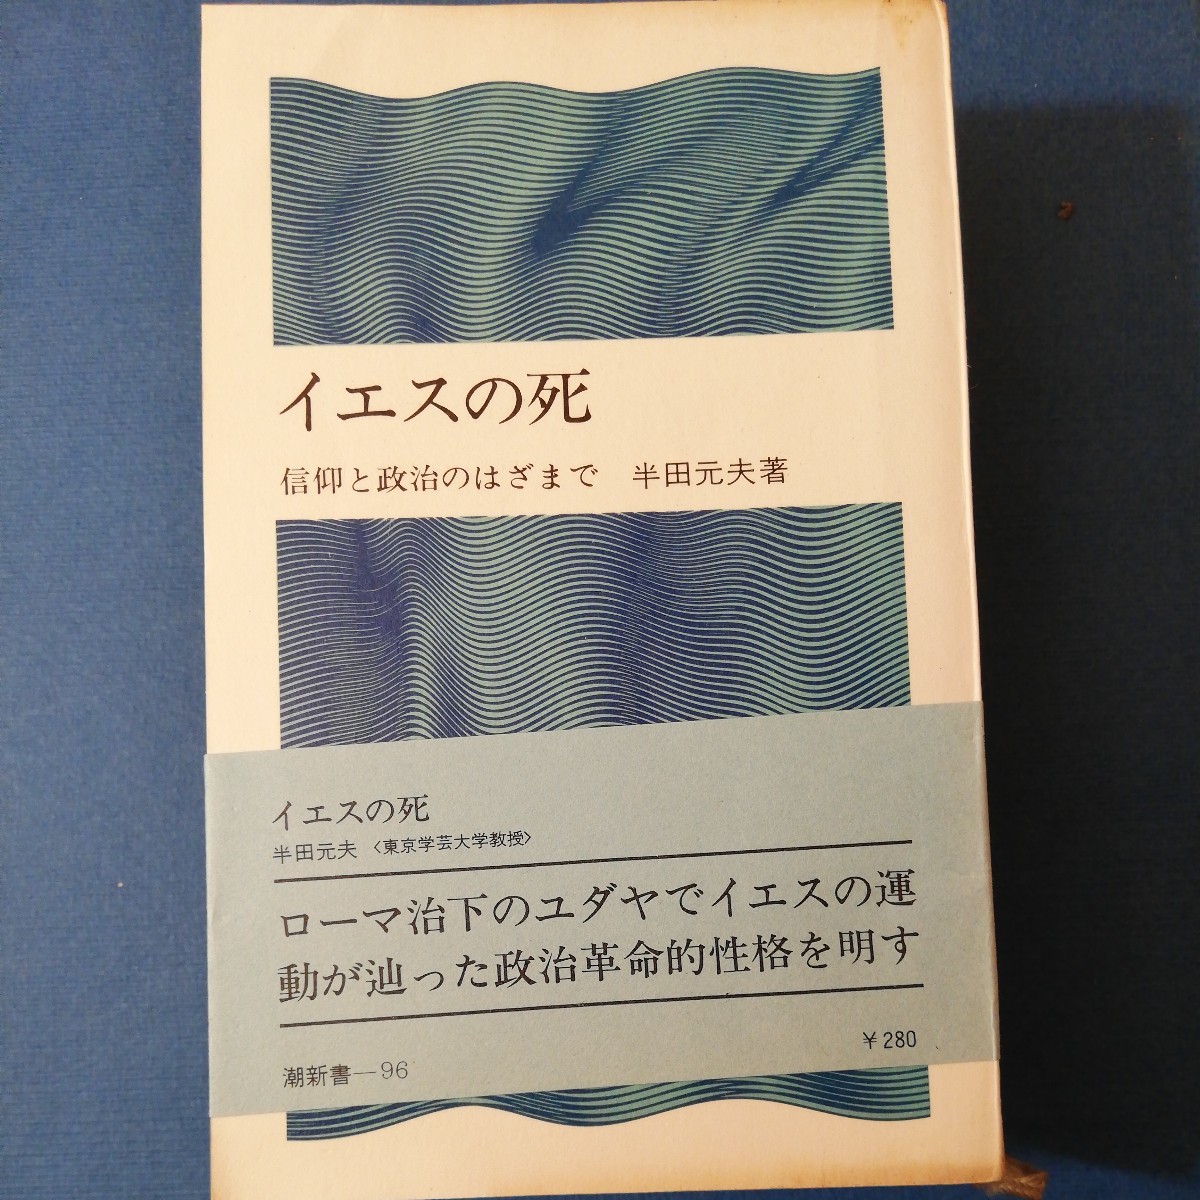 イエスの死
信仰と政治のはざまで　半田元夫著
イエスの死
半田元夫〈東京学芸大学教授〉
ローマ治下のユダヤでイエスの運
動が辿った政治革命的性格を明す
¥280
潮新書—96